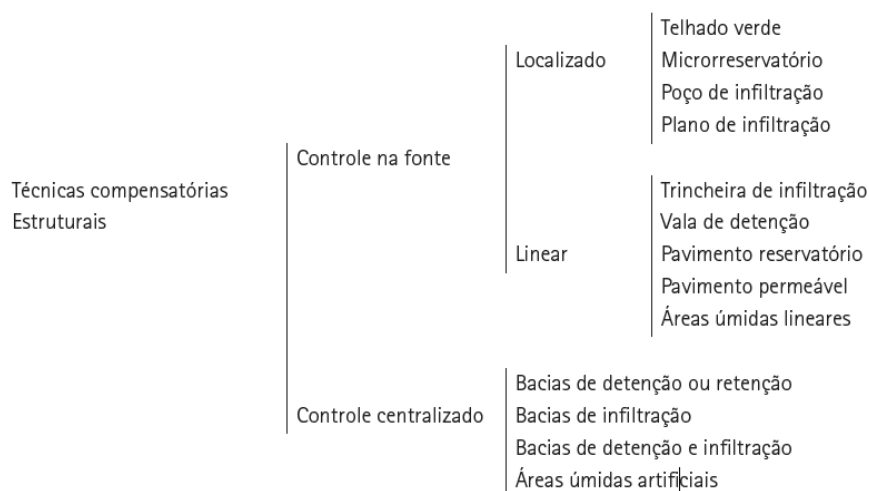 Técnicas compensatórias
Estruturais
Controle na fonte
Localizado
Telhado verde
Microrreservatório
Poço de infiltração
Plano de infiltração
Linear
Trincheira de infiltração
Vala de detenção
Pavimento reservatório
Pavimento permeável
Áreas úmidas lineares
Controle centralizado
Bacias de detenção ou retenção
Bacias de infiltração
Bacias de detenção e infiltração
Áreas úmidas artificiais